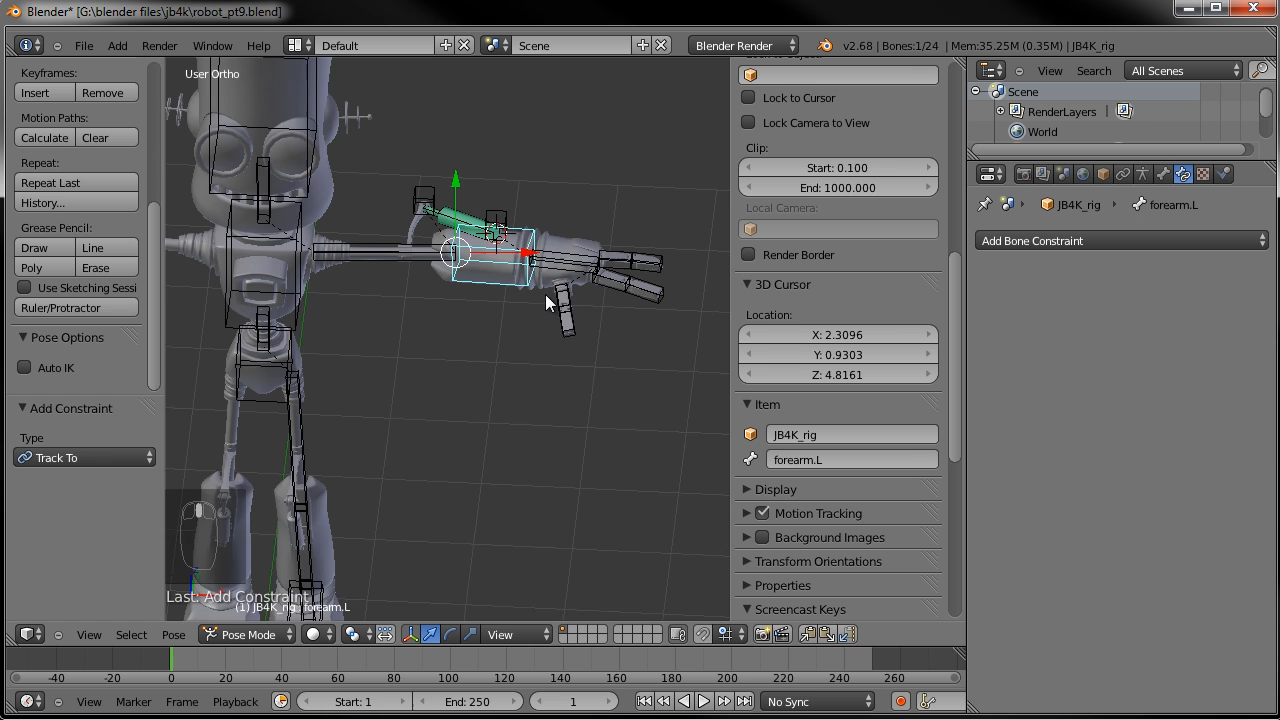 Blender* [G:\blender files\jb4k\robot_pt9.blend]
File Add Render Window Help Default Scene Blender Render v2.68 | Bones:1/24 | Mem:35.25M (0.35M) | JB4K_rig
Keyframes:
Insert Remove
Motion Paths:
Calculate Clear
Repeat:
Repeat Last
History...
Grease Pencil:
Draw Line
Poly Erase
Use Sketching Sessi
Ruler/Protractor
Pose Options
Auto IK
Add Constraint
Type
Track To
User Ortho
Last: Add Constraint
(1) JB4K_rig : forearm.L
Lock to Cursor
Lock Camera to View
Clip:
Start: 0.100
End: 1000.000
Local Camera:
Render Border
3D Cursor
Location:
X: 2.3096
Y: 0.9303
Z: 4.8161
Item
JB4K_rig
forearm.L
Display
Motion Tracking
Background Images
Transform Orientations
Properties
Screencast Keys
View Search All Scenes
Scene
RenderLayers |
World
JB4K_rig forearm.L
Add Bone Constraint
View Select Pose Pose Mode View
-40 -20 0 20 40 60 80 100 120 140 160 180 200 220 240 260
View Marker Frame Playback Start: 1 End: 250 1 No Sync